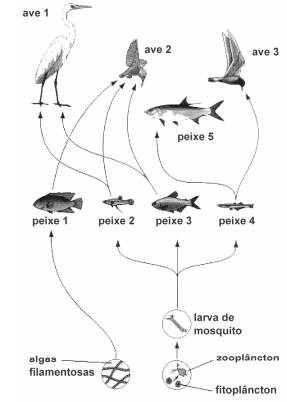 ave 1
ave 2
ave 3
peixe 5
peixe 1
peixe 2
peixe 3
peixe 4
larva de
mosquito
algas
filamentosas
zooplâncton
fitoplâncton